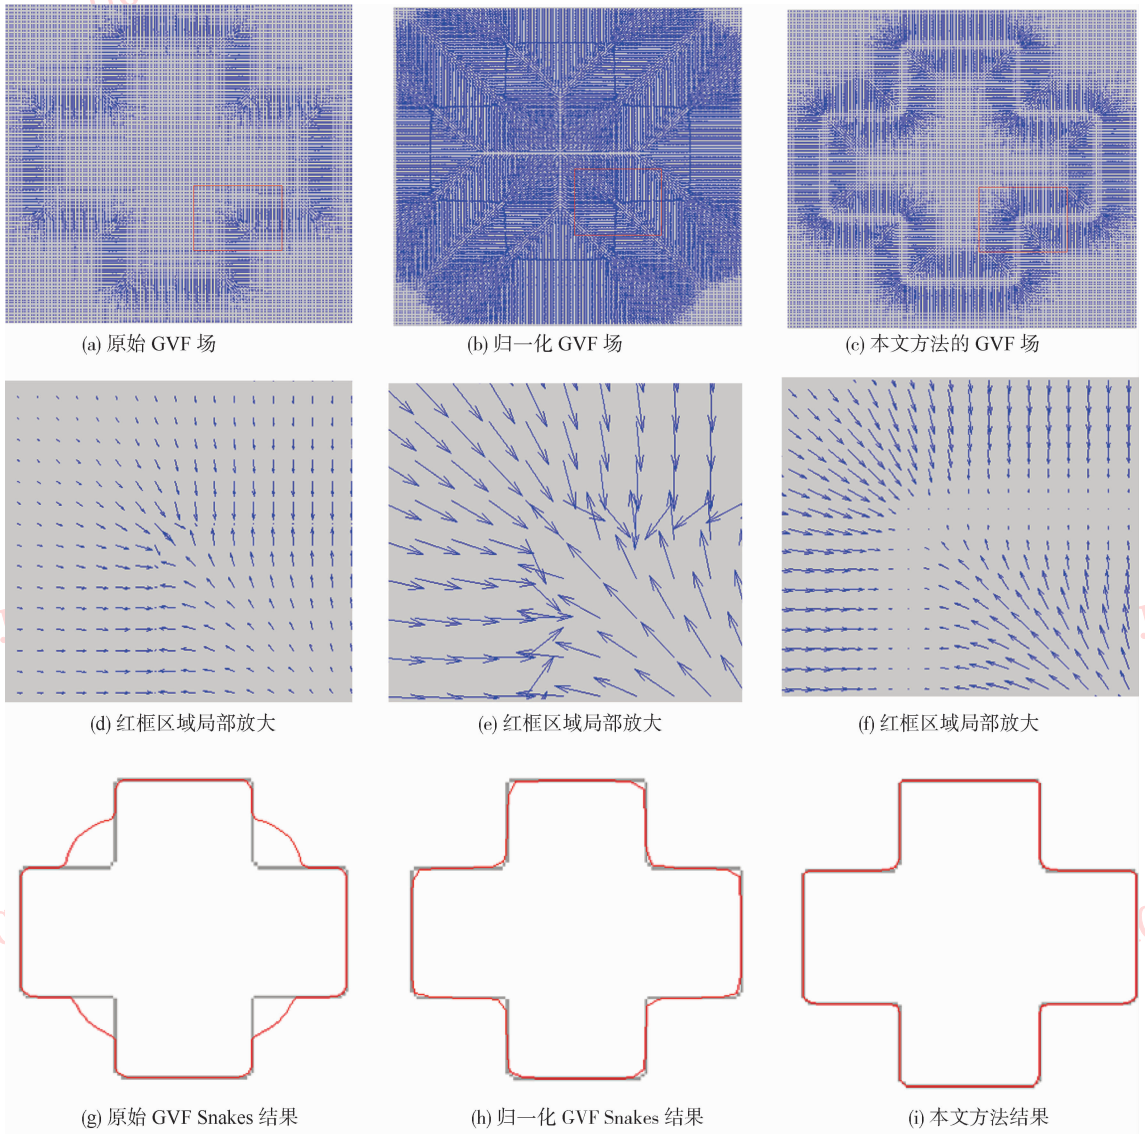 (a) 原始 GVF 场
(b) 归一化 GVF 场
(c) 本文方法的 GVF 场
(d) 红框区域局部放大
(e) 红框区域局部放大
(f) 红框区域局部放大
(g) 原始 GVF Snakes 结果
(h) 归一化 GVF Snakes 结果
(i) 本文方法结果